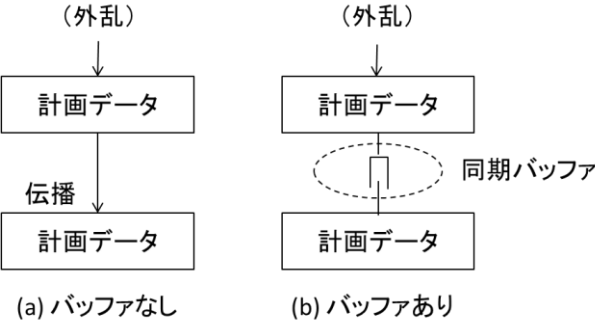 （外乱）
計画データ
伝播
計画データ
(a) バッファなし
（外乱）
計画データ
同期バッファ
計画データ
(b) バッファあり